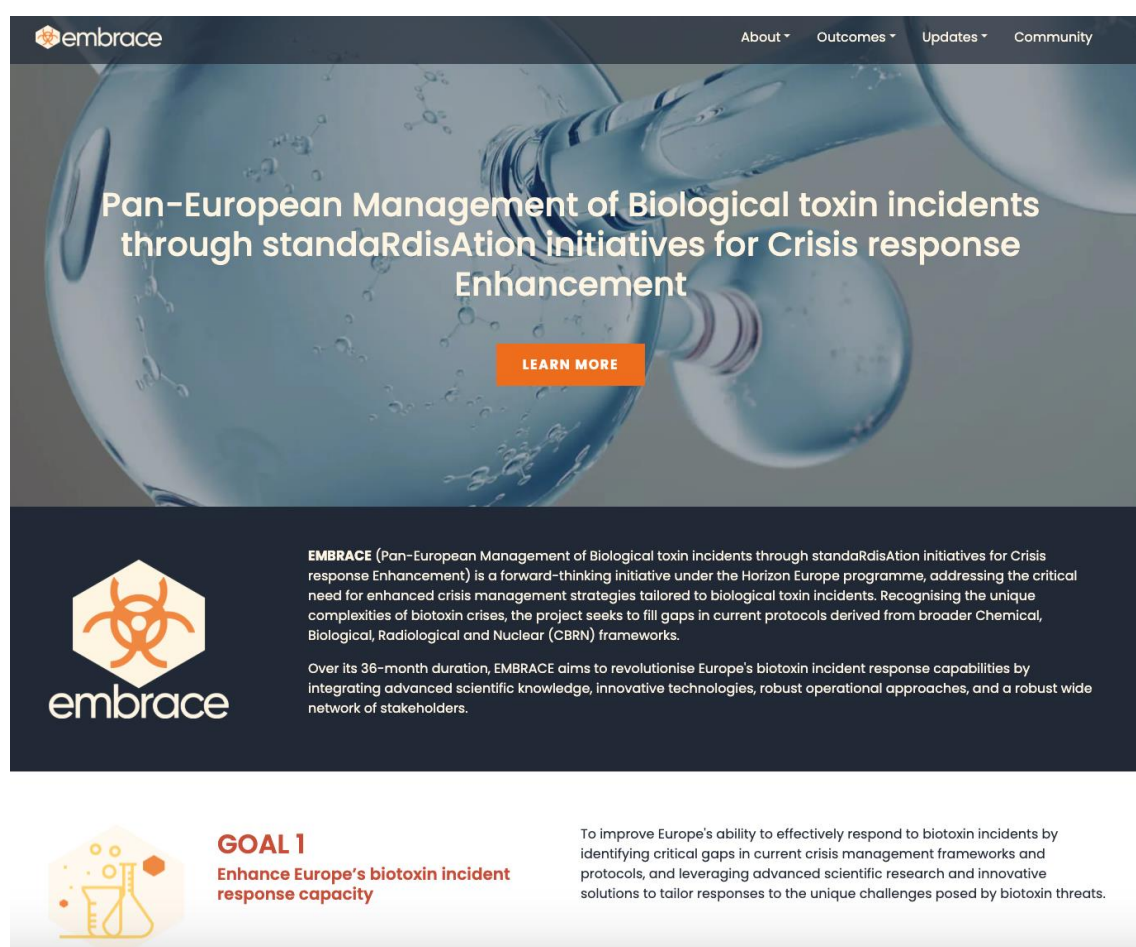 embrace
About
Outcomes
Updates
Community
Pan-European Management of Biological toxin incidents
through standaRdisAtion initiatives for Crisis response
Enhancement
LEARN MORE
embrace
EMBRACE (Pan-European Management of Biological toxin incidents through standaRdisAtion initiatives for Crisis
response Enhancement) is a forward-thinking initiative under the Horizon Europe programme, addressing the critical
need for enhanced crisis management strategies tailored to biological toxin incidents. Recognising the unique
complexities of biotoxin crises, the project seeks to fill gaps in current protocols derived from broader Chemical,
Biological, Radiological and Nuclear (CBRN) frameworks.
Over its 36-month duration, EMBRACE aims to revolutionise Europe's biotoxin incident response capabilities by
integrating advanced scientific knowledge, innovative technologies, robust operational approaches, and a robust wide
network of stakeholders.
GOAL 1
Enhance Europe's biotoxin incident
response capacity
To improve Europe's ability to effectively respond to biotoxin incidents by
identifying critical gaps in current crisis management frameworks and
protocols, and leveraging advanced scientific research and innovative
solutions to tailor responses to the unique challenges posed by biotoxin threats.